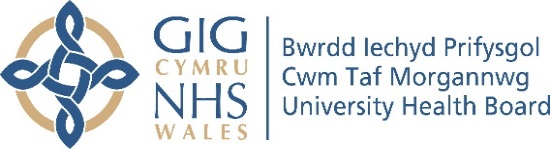 GIG
CYMRU
NHS
WALES
Bwrdd Iechyd Prifysgol
Cwm Taf Morgannwg
University Health Board